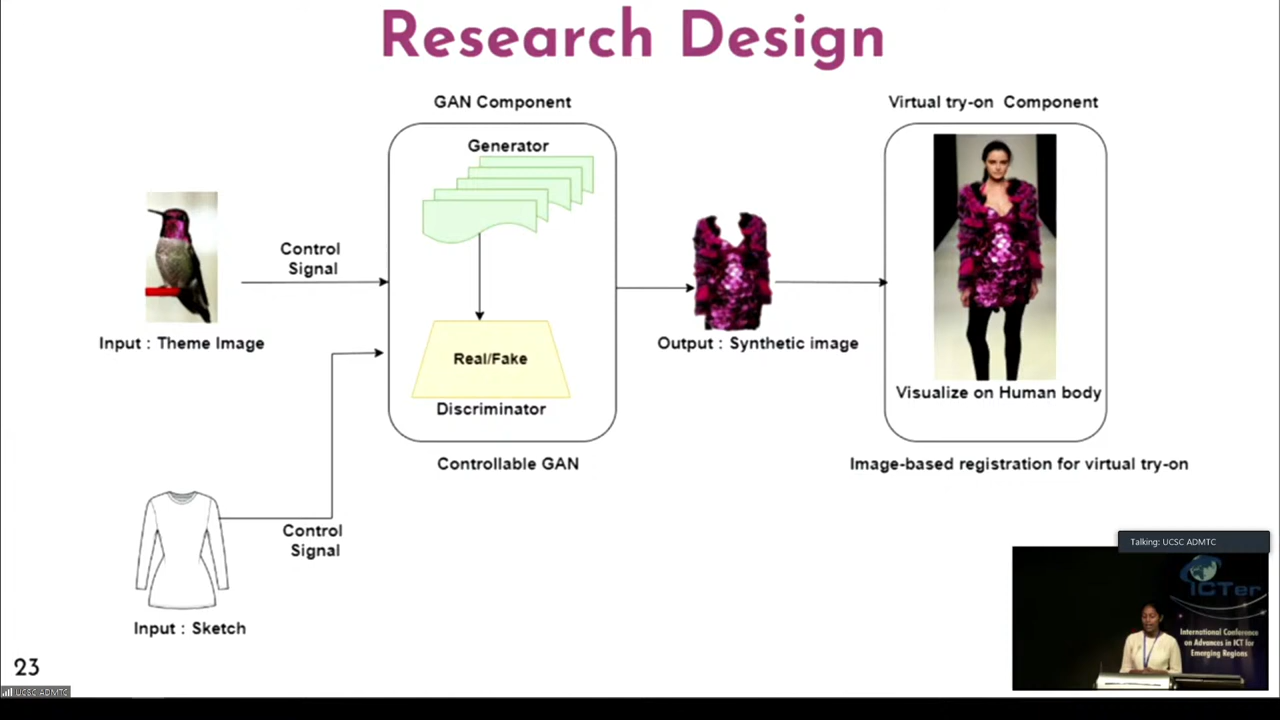 Research Design
GAN Component
Virtual try-on Component
Generator
Control
Signal
Input : Theme Image
Real/Fake
Discriminator
Output : Synthetic image
Visualize on Human body
Controllable GAN
Image-based registration for virtual try-on
Control
Signal
Input : Sketch
Talking: UCSC ADMTC
ICTer
International Conference
on Advances in ICT for
Emerging Regions
23
UCSC ADMTC